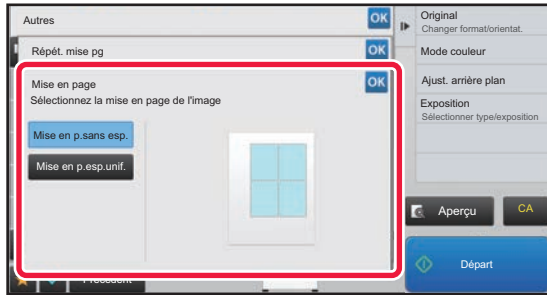 Autres
OK
Répét. mise pg
OK
Mise en page
OK
Sélectionnez la mise en page de l'image
Mise en p.sans esp.
Mise en p.esp.unif.
Original
Changer format/orientat.
Mode couleur
Ajust. arrière plan
Exposition
Sélectionner type/exposition
Aperçu
CA
Départ